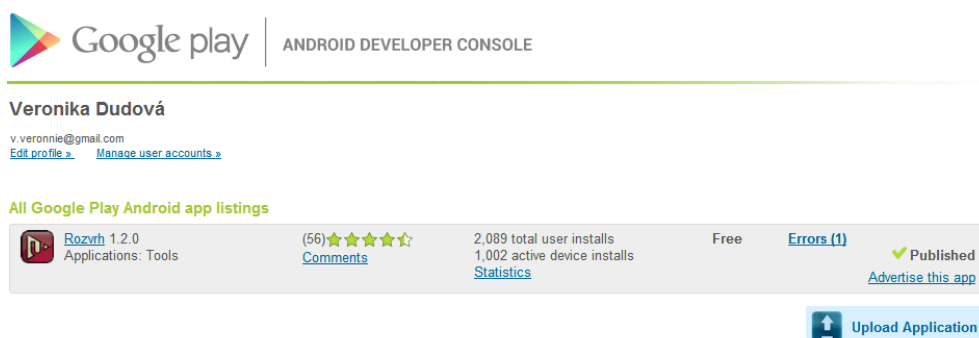 Google play ANDROID DEVELOPER CONSOLE
Veronika Dudová
v.veronnie@gmail.com
Edit profile » Manage user accounts »
All Google Play Android app listings
Rozvrh 1.2.0 (56) 2,089 total user installs Free Errors (1)
Applications: Tools Comments 1,002 active device installs Published
Statistics Advertise this app
Upload Application